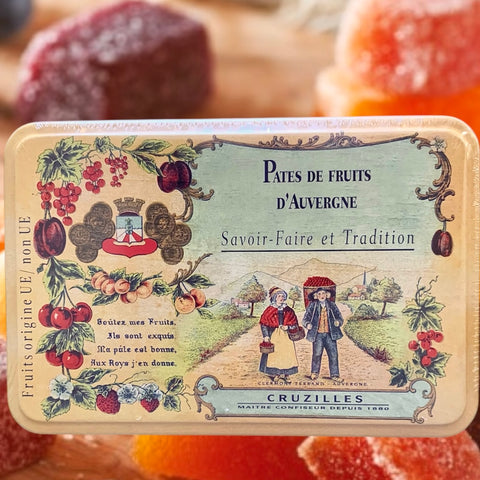 PATES DE FRUITS
D'AUVERGNE
Savoir-Faire et Tradition
Fruits origine UE / non UE
Goûtez mes Fruits,
Ils sont exquis,
Ma pâte est bonne,
Aux Roys j'en donne.
CLERMONT FERRAND - AUVERGNE
CRUZILLES
MAITRE CONFISEUR DEPUIS 1880